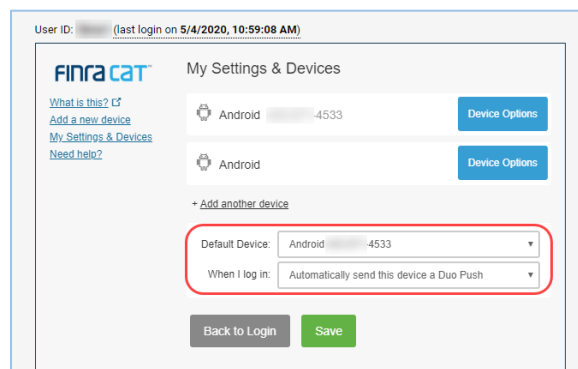 User ID: (last login on 5/4/2020, 10:59:08 AM)
FINra CaT™
My Settings & Devices
What is this?
Add a new device
My Settings & Devices
Need help?
Android -4533
Device Options
Android
Device Options
+ Add another device
Default Device: Android -4533
When I log in: Automatically send this device a Duo Push
Back to Login
Save